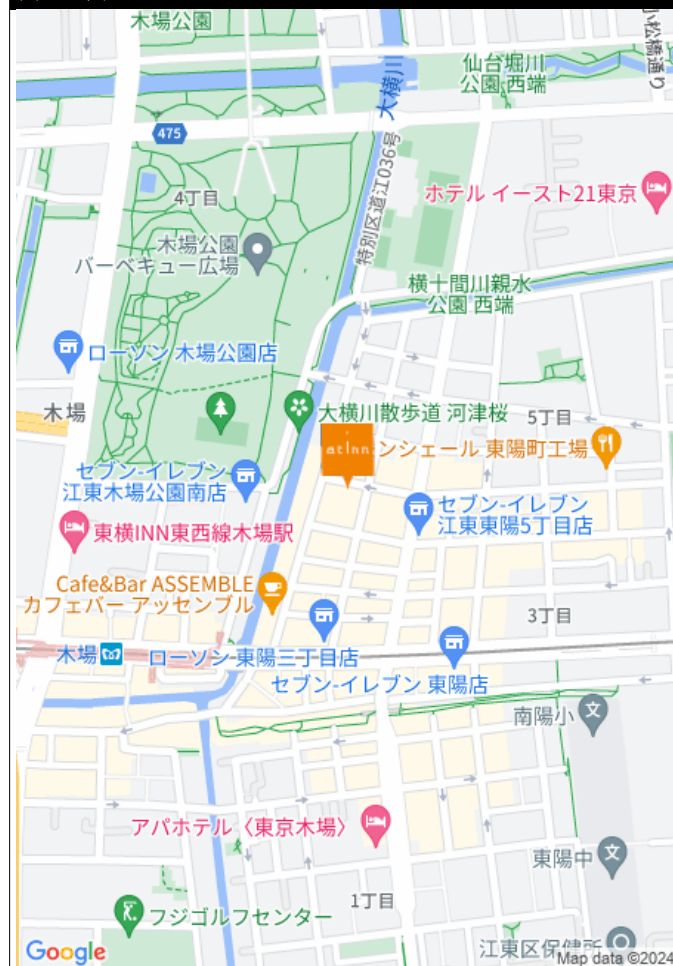 木場公園
仙台堀川
公園 西端
小松橋通り
大横川
475
特別区道江036号
4丁目
ホテル イースト21東京
木場公園
バーベキュー広場
横十間川親水
公園 西端
ローソン 木場公園店
木場
大横川散歩道 河津桜
5丁目
at inn
ンシェール 東陽町工場
セブン-イレブン
江東木場公園南店
セブン-イレブン
江東東陽5丁目店
東横INN東西線木場駅
Cafe&Bar ASSEMBLE
カフェバー アッセンブル
3丁目
木場
ローソン 東陽三丁目店
セブン-イレブン 東陽店
南陽小
文
アパホテル〈東京木場〉
東陽中
文
1丁目
フジゴルフセンター
江東区保健所
Google
Map data ©2024